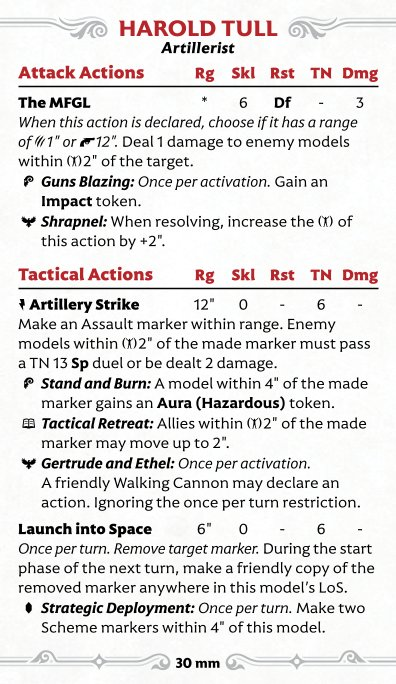 HAROLD TULL
Artillerist
Attack Actions Rg Skl Rst TN Dmg
The MFGL * 6 Df - 3
When this action is declared, choose if it has a range
of 1" or 12". Deal 1 damage to enemy models
within 2" of the target.
Guns Blazing: Once per activation. Gain an
Impact token.
Shrapnel: When resolving, increase the of
this action by +2".
Tactical Actions Rg Skl Rst TN Dmg
Artillery Strike 12" 0 - 6 -
Make an Assault marker within range. Enemy
models within 2" of the made marker must pass
a TN 13 Sp duel or be dealt 2 damage.
Stand and Burn: A model within 4" of the made
marker gains an Aura (Hazardous) token.
Tactical Retreat: Allies within 2" of the made
marker may move up to 2".
Gertrude and Ethel: Once per activation.
A friendly Walking Cannon may declare an
action. Ignoring the once per turn restriction.
Launch into Space 6" 0 - 6 -
Once per turn. Remove target marker. During the start
phase of the next turn, make a friendly copy of the
removed marker anywhere in this model's LoS.
Strategic Deployment: Once per turn. Make two
Scheme markers within 4" of this model.
30 mm